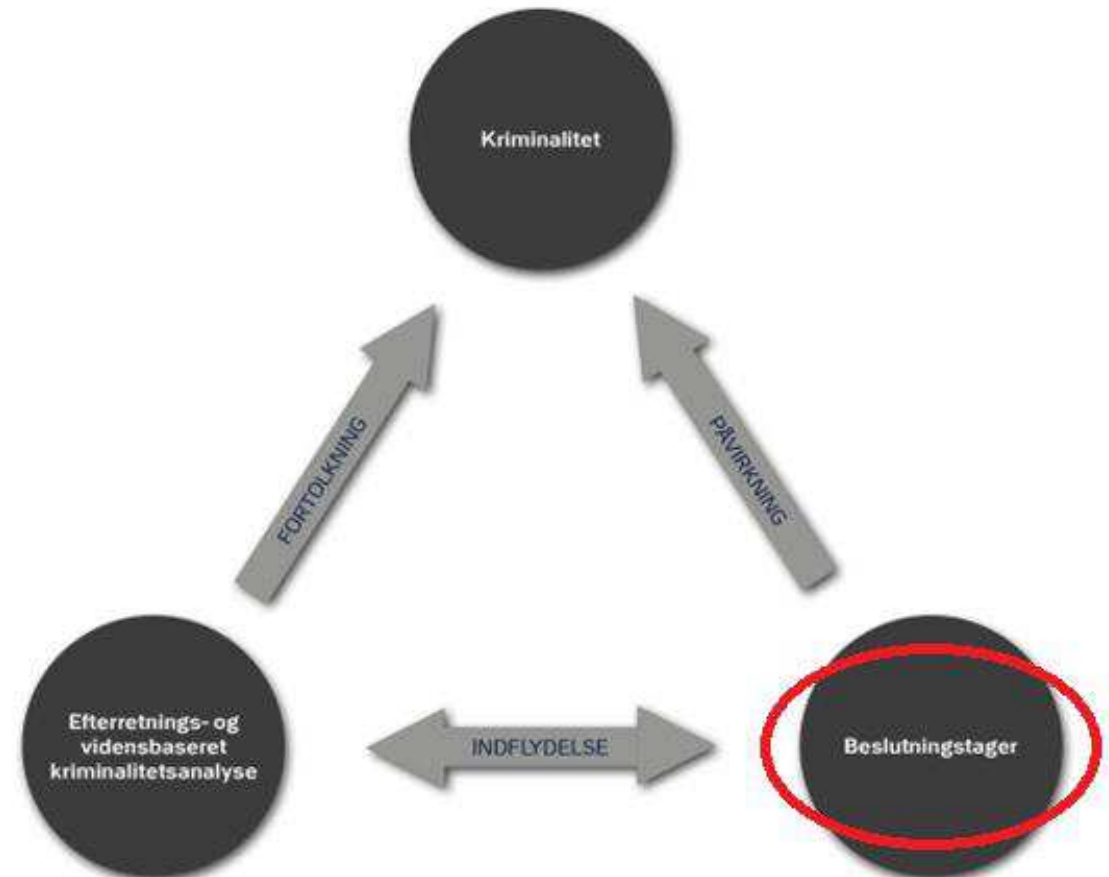 Kriminalitet
FORTOLKNING
PÅVIRKNING
Efterretnings- og
vidensbaseret
kriminalitetsanalyse
INDFLYDELSE
Beslutningstager